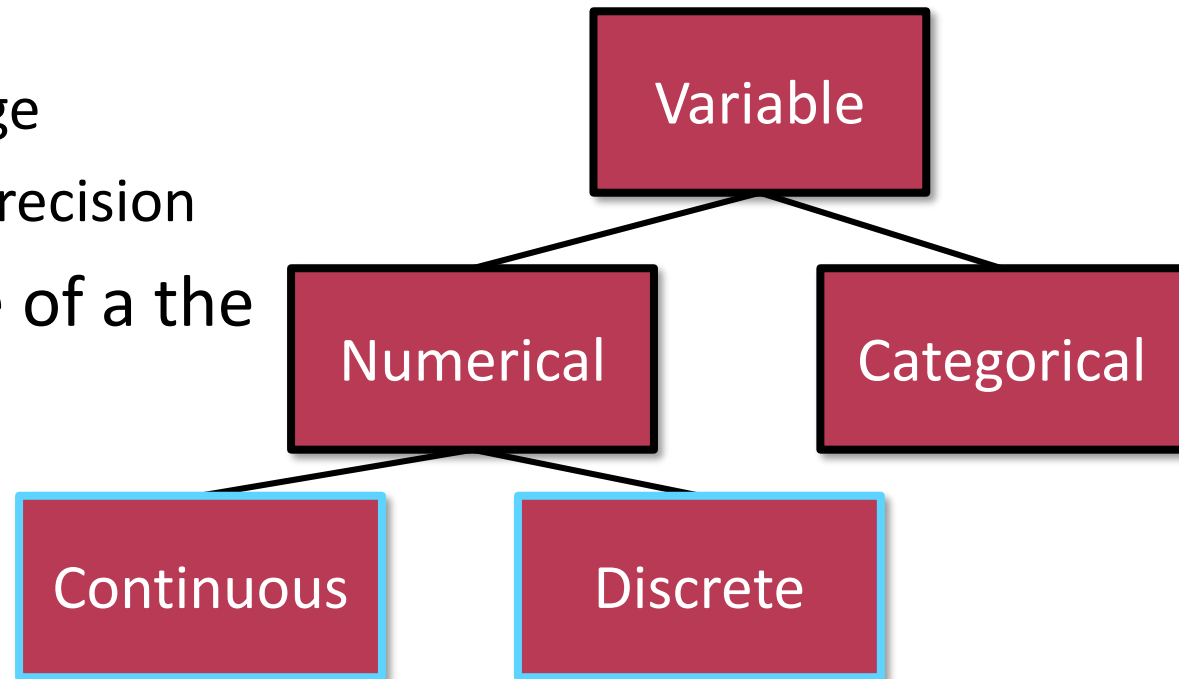 ge
recision
e of a the
Variable
Numerical
Categorical
Continuous
Discrete